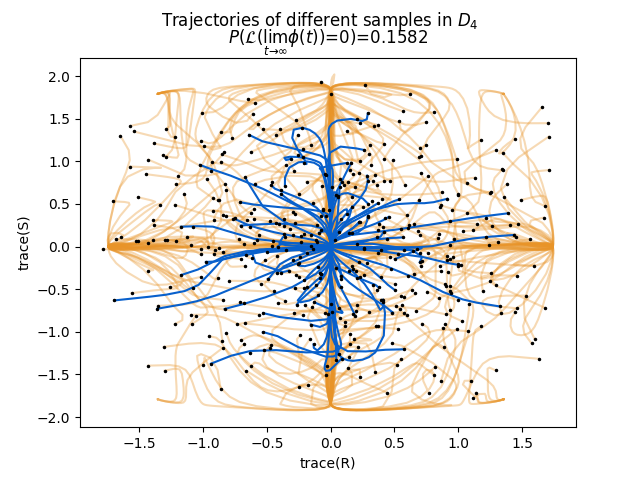 Trajectories of different samples in D₄
P(ℒ(lim ϕ(t))=0)=0.1582
t→∞
2.0
1.5
1.0
0.5
0.0
−0.5
−1.0
−1.5
−2.0
trace(S)
−1.5 −1.0 −0.5 0.0 0.5 1.0 1.5
trace(R)